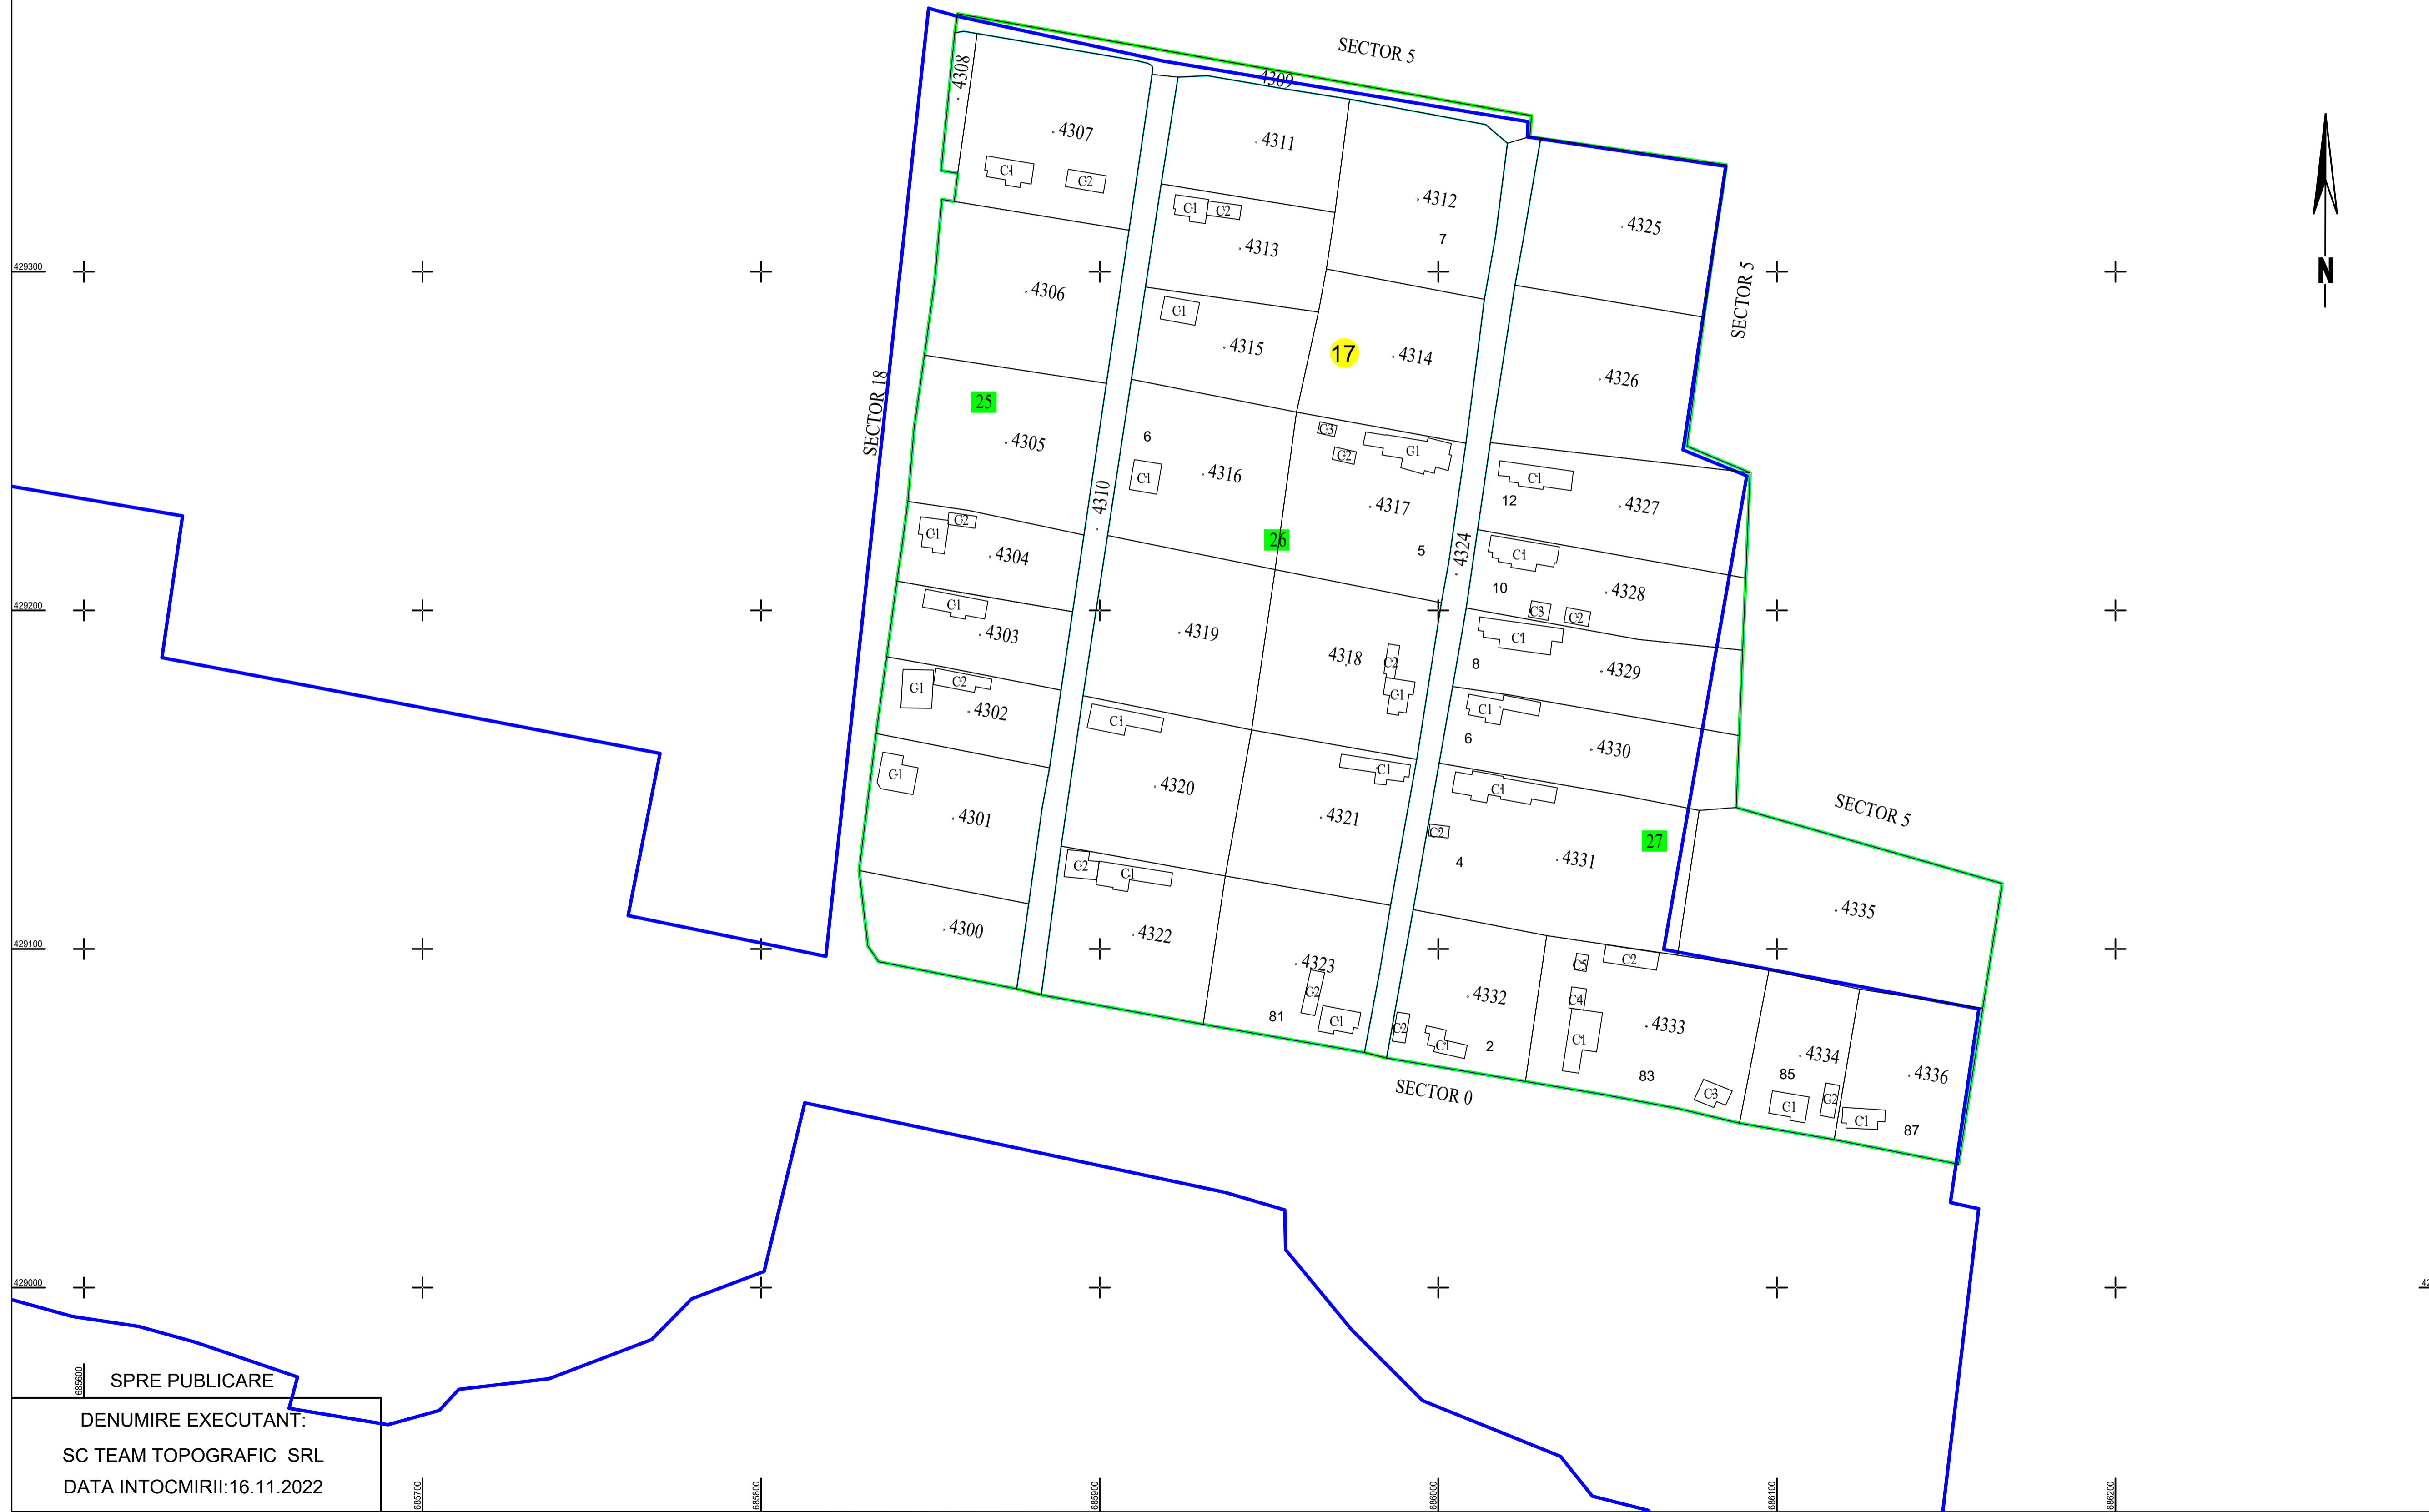 SECTOR 5
4308
4309
4307
4311
C1
C2
4312
7
C1
C2
4313
4325
SECTOR 5
429300
N
4306
C1
4315
17
4314
4326
SECTOR 18
25
4305
6
C3
C2
C1
C1
4316
4317
C1
12
4327
4310
C2
C1
4304
26
5
4324
C1
10
4328
C3
C2
429200
C1
4303
4319
4318
C2
C1
C1
8
4329
C1
C2
4302
C1
C1
6
4330
C1
4301
4320
C1
4321
C1
C2
4
4331
27
SECTOR 5
C2
C1
4335
4300
4322
4323
C2
C1
81
429100
4332
C2
C1
2
C5
C2
C4
C1
4333
83
C3
4334
85
C1
C2
4336
C1
87
SECTOR 0
429000
42
685600
SPRE PUBLICARE
DENUMIRE EXECUTANT:
SC TEAM TOPOGRAFIC SRL
DATA INTOCMIRII:16.11.2022
685700
685800
685900
686000
686100
686200